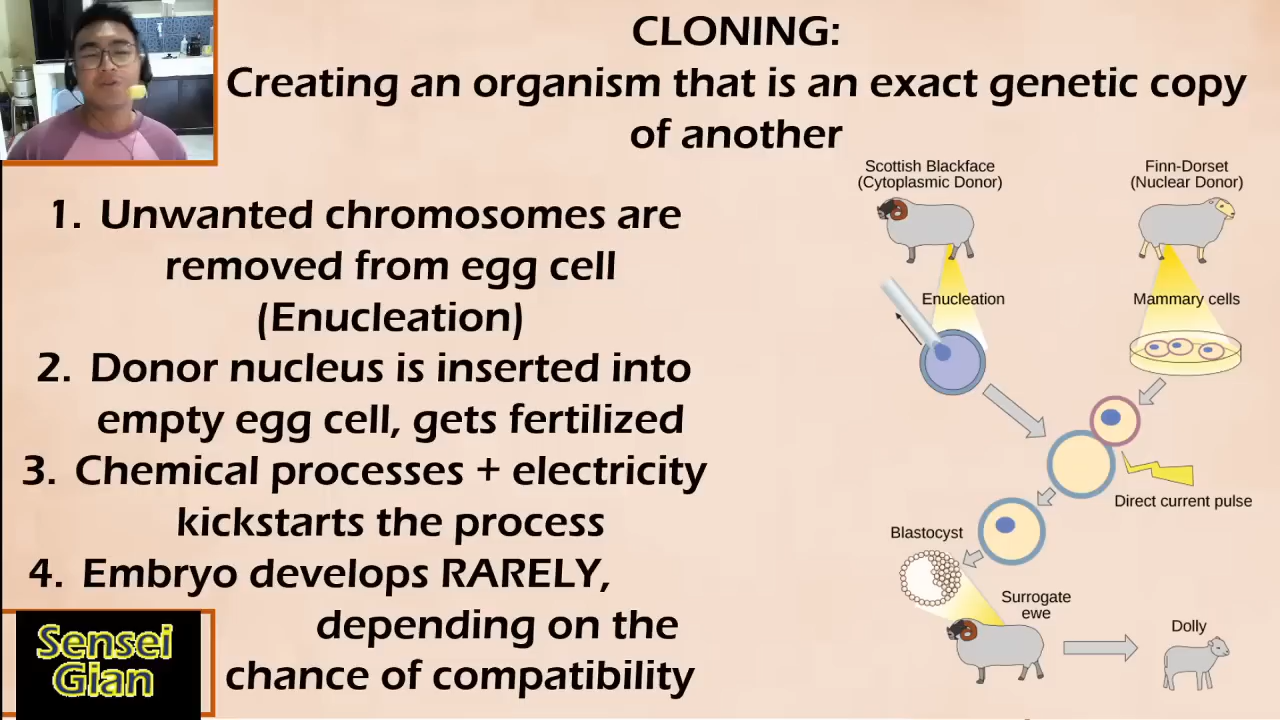 CLONING:
Creating an organism that is an exact genetic copy
of another
1. Unwanted chromosomes are
removed from egg cell
(Enucleation)
2. Donor nucleus is inserted into
empty egg cell, gets fertilized
3. Chemical processes + electricity
kickstarts the process
4. Embryo develops RARELY,
depending on the
chance of compatibility
Scottish Blackface
(Cytoplasmic Donor)
Finn-Dorset
(Nuclear Donor)
Enucleation
Mammary cells
Direct current pulse
Blastocyst
Surrogate
ewe
Dolly
Sensei
Gian